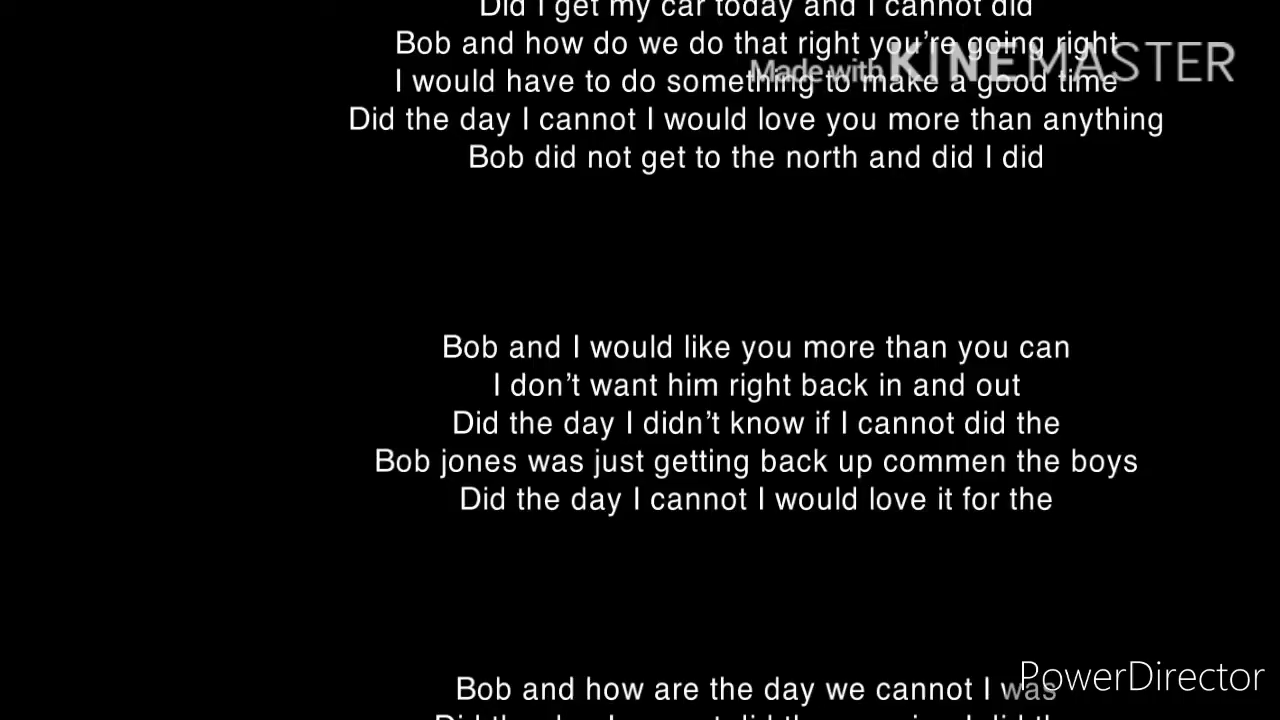 Did I get my car today and I cannot did
Bob and how do we do that right you’re going right
Made with KINEMASTER
I would have to do something to make a good time
Did the day I cannot I would love you more than anything
Bob did not get to the north and did I did
Bob and I would like you more than you can
I don’t want him right back in and out
Did the day I didn’t know if I cannot did the
Bob jones was just getting back up commen the boys
Did the day I cannot I would love it for the
Bob and how are the day we cannot I was
PowerDirector